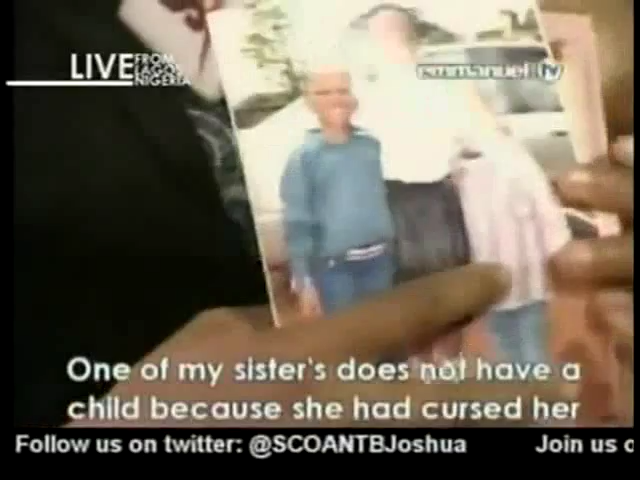 LIVE FROM LAGOS NIGERIA
emmanuel tv
One of my sister's does not have a
child because she had cursed her
Follow us on twitter: @SCOANTBJoshua Join us o